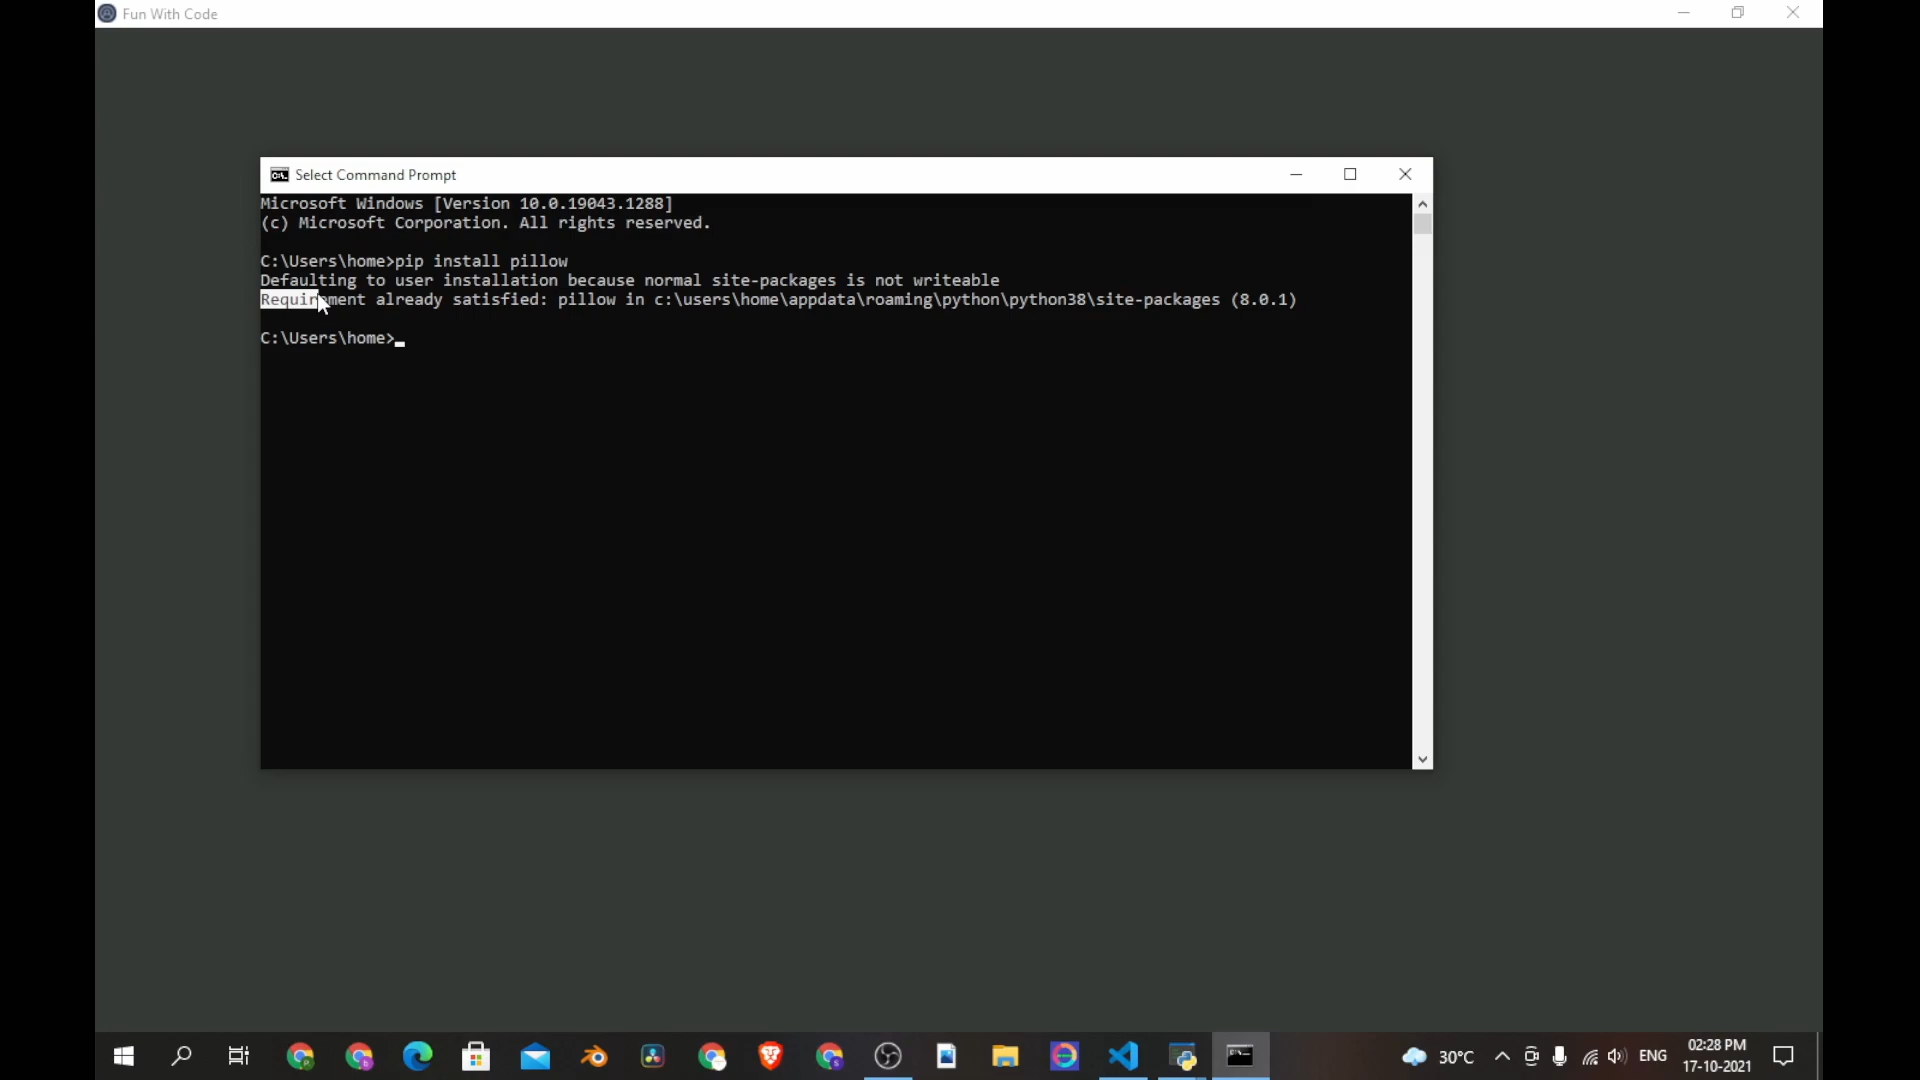 Fun With Code
Select Command Prompt
Microsoft Windows [Version 10.0.19043.1288]
(c) Microsoft Corporation. All rights reserved.
C:\Users\home>pip install pillow
Defaulting to user installation because normal site-packages is not writeable
Requirement already satisfied: pillow in c:\users\home\appdata\roaming\python\python38\site-packages (8.0.1)
C:\Users\home>
30°C
ENG
02:28 PM
17-10-2021